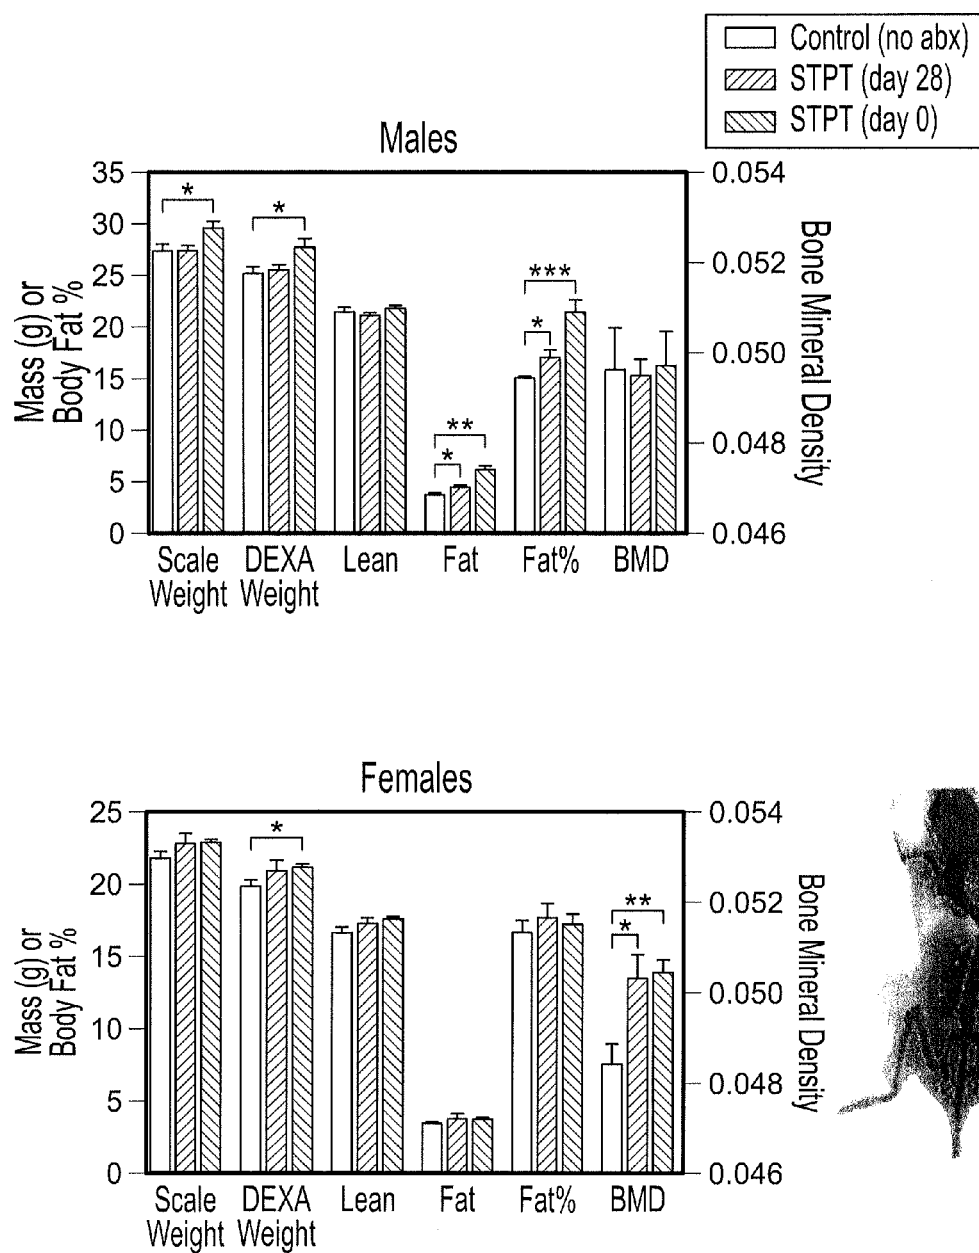 Control (no abx)
STPT (day 28)
STPT (day 0)
Males
Mass (g) or
Body Fat %
35
30
25
20
15
10
5
0
*
*
*
**
*
***
0.054
0.052
0.050
0.048
0.046
Bone Mineral Density
Scale
Weight
DEXA
Weight
Lean
Fat
Fat%
BMD
Females
Mass (g) or
Body Fat %
25
20
15
10
5
0
*
*
**
0.054
0.052
0.050
0.048
0.046
Bone Mineral Density
Scale
Weight
DEXA
Weight
Lean
Fat
Fat%
BMD